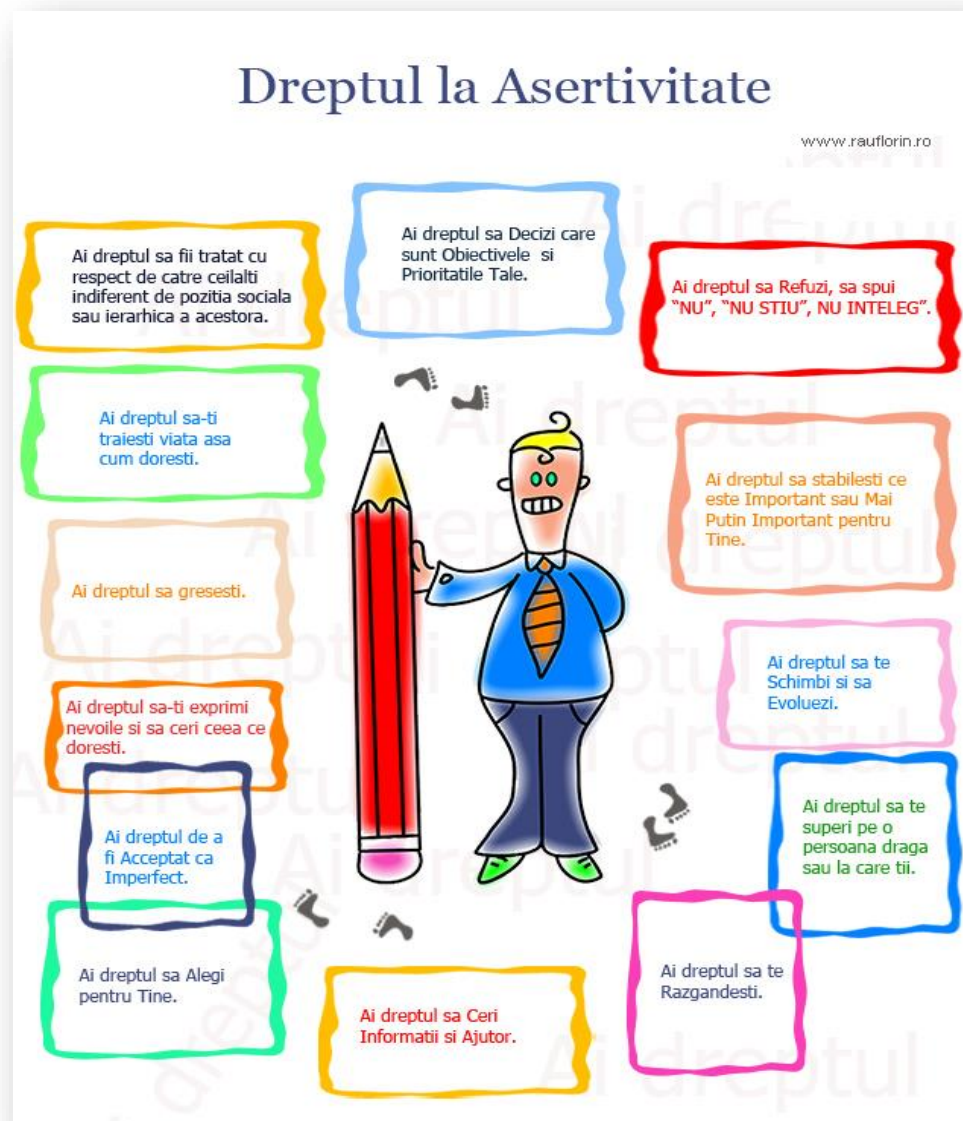 Dreptul la Asertivitate
www.rauflorin.ro
Ai dreptul sa fii tratat cu
respect de catre ceilalti
indiferent de pozitia sociala
sau ierarhica a acestora.
Ai dreptul sa Decizi care
sunt Obiectivele si
Prioritatile Tale.
Ai dreptul sa Refuzi, sa spui
“NU”, “NU STIU”, NU INTELEG”.
Ai dreptul sa-ti
traiesti viata asa
cum doresti.
Ai dreptul sa stabilesti ce
este Important sau Mai
Putin Important pentru
Tine.
Ai dreptul sa gresesti.
Ai dreptul sa te
Schimbi si sa
Evoluezi.
Ai dreptul sa-ti exprimi
nevoile si sa ceri ceea ce
doresti.
Ai dreptul de a
fi Acceptat ca
Imperfect.
Ai dreptul sa te
superi pe o
persoana draga
sau la care tii.
Ai dreptul sa Alegi
pentru Tine.
Ai dreptul sa Ceri
Informatii si Ajutor.
Ai dreptul sa te
Razgandesti.